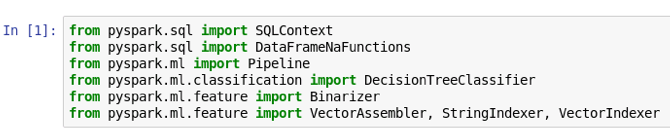 In [1]: from pyspark.sql import SQLContext
from pyspark.sql import DataFrameNaFunctions
from pyspark.ml import Pipeline
from pyspark.ml.classification import DecisionTreeClassifier
from pyspark.ml.feature import Binarizer
from pyspark.ml.feature import VectorAssembler, StringIndexer, VectorIndexer